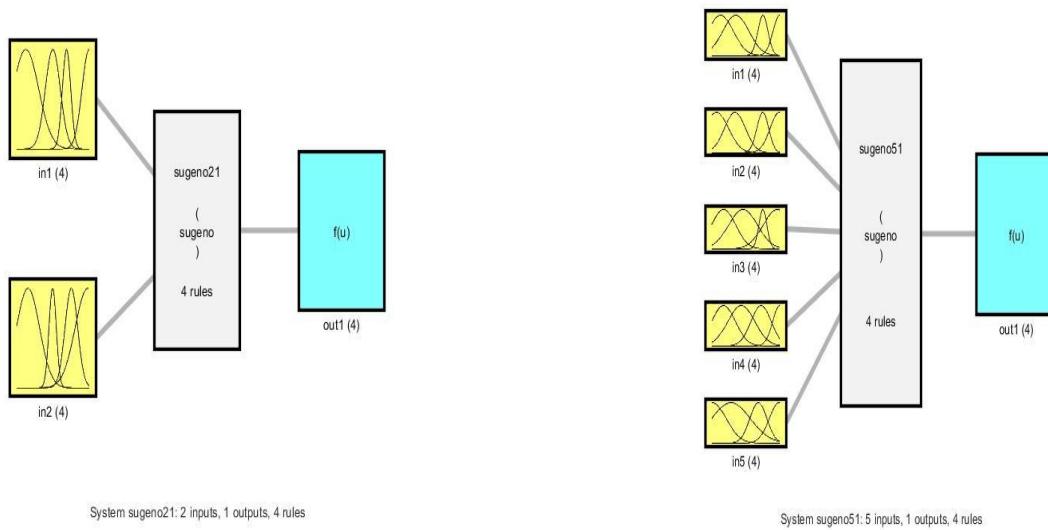 in1 (4)
in2 (4)
sugeno21
(
sugeno
)
4 rules
f(u)
out1 (4)
System sugeno21: 2 inputs, 1 outputs, 4 rules
in1 (4)
in2 (4)
in3 (4)
in4 (4)
in5 (4)
sugeno51
(
sugeno
)
4 rules
f(u)
out1 (4)
System sugeno51: 5 inputs, 1 outputs, 4 rules